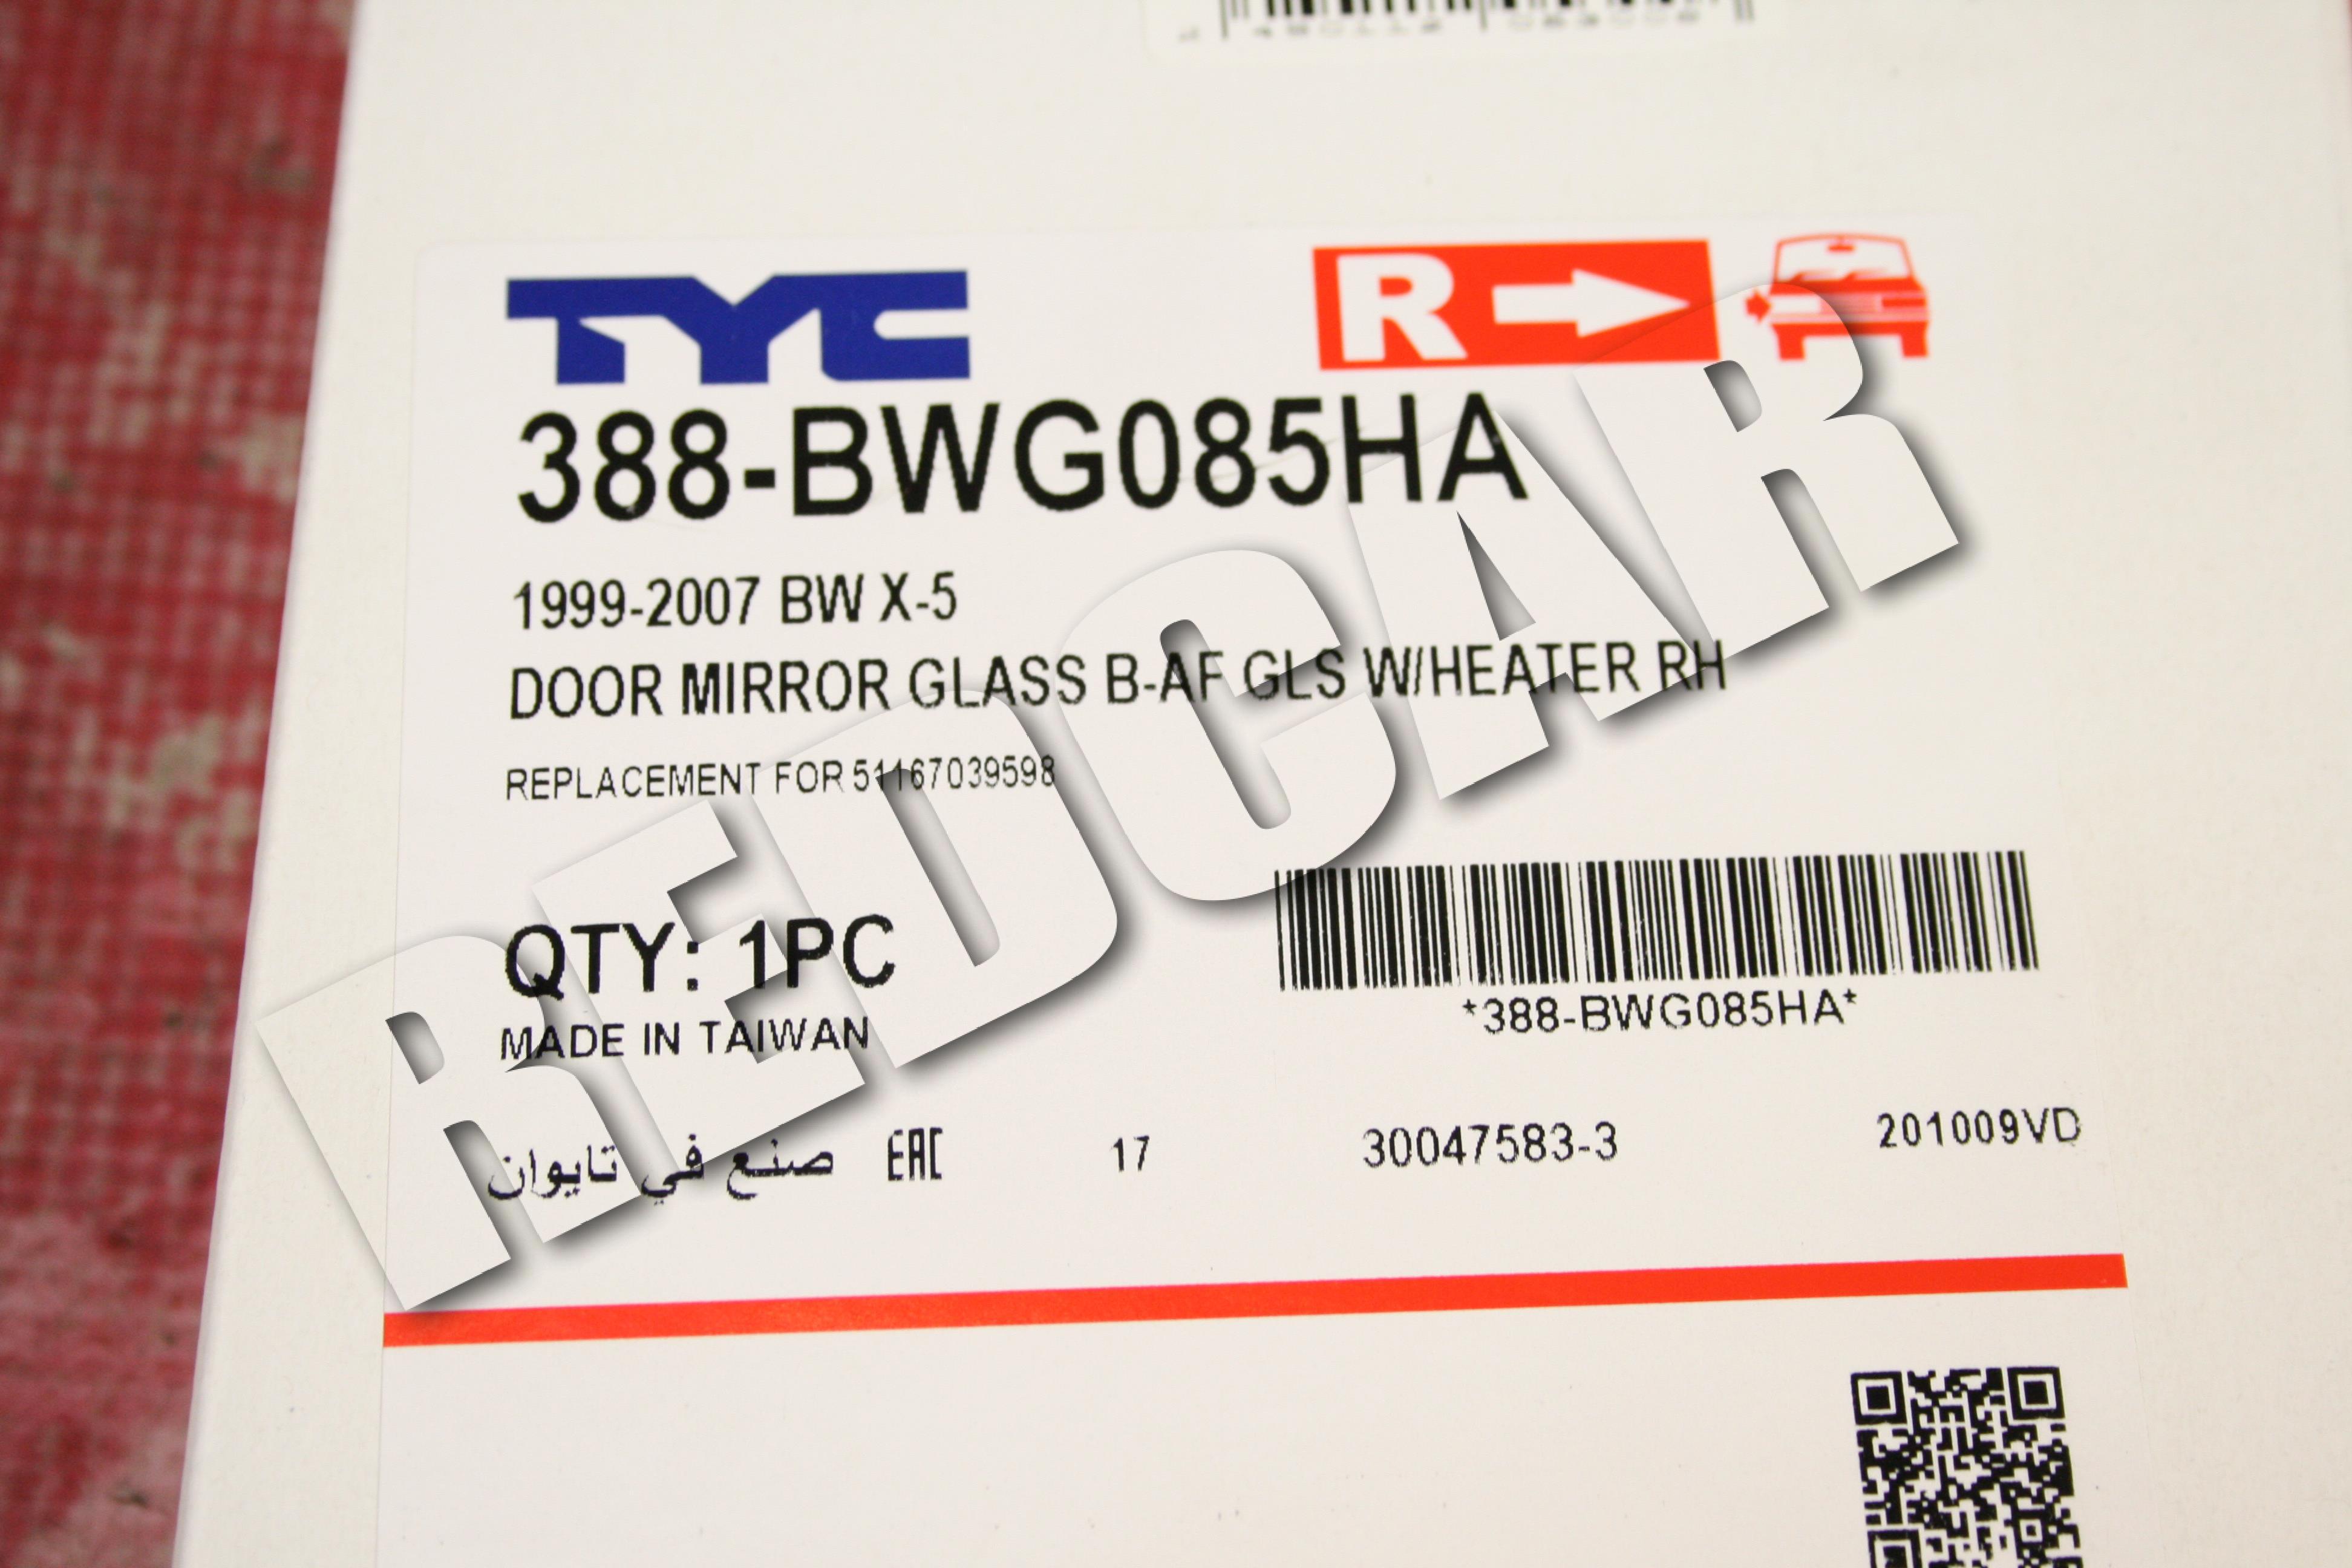 TYC
R
388-BWG085HA
1999-2007 BW X-5
DOOR MIRROR GLASS B-AF GLS W/HEATER RH
REPLACEMENT FOR 51167039598
QTY: 1PC
MADE IN TAIWAN
*388-BWG085HA*
صنع في تايوان EAC 17 30047583-3 201009VD
REDCAR